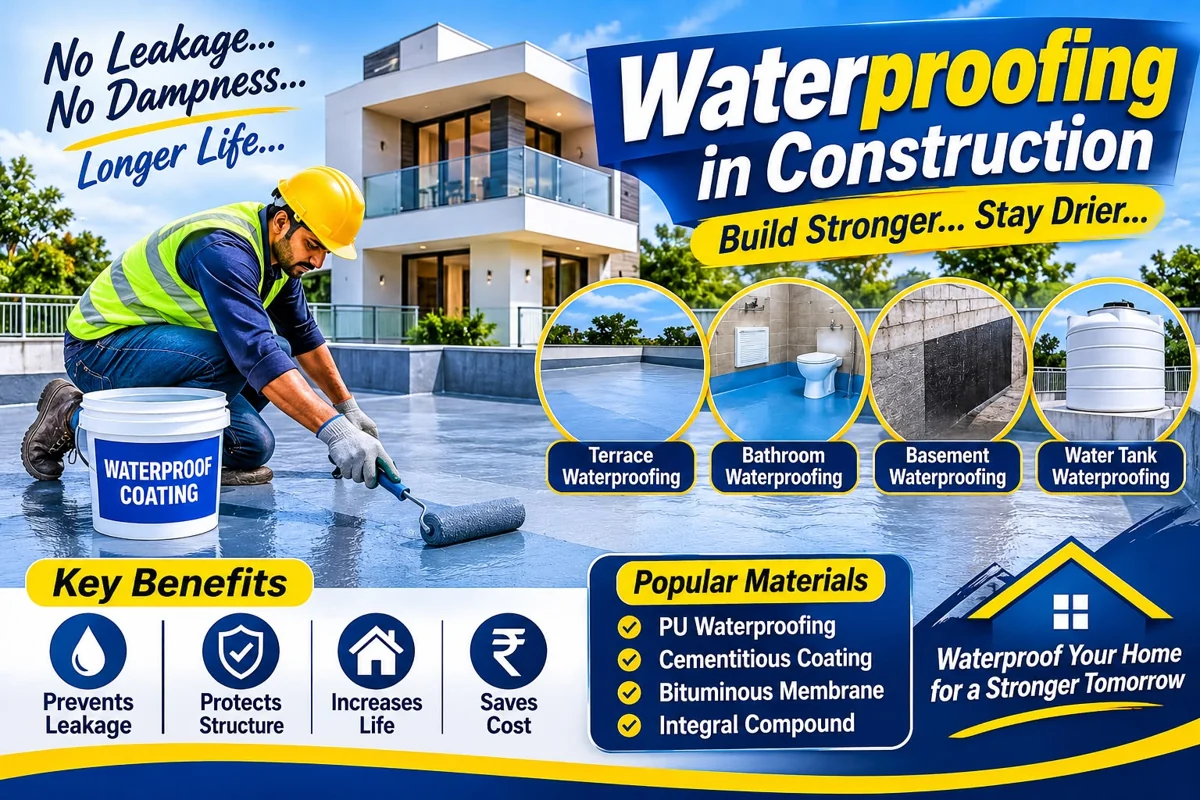 No Leakage...
No Dampness...
Longer Life...
Waterproofing
in Construction
Build Stronger... Stay Drier...
Terrace
Waterproofing
Bathroom
Waterproofing
Basement
Waterproofing
Water Tank
Waterproofing
WATERPROOF
COATING
Key Benefits
Prevents
Leakage
Protects
Structure
Increases
Life
₹
Saves
Cost
Popular Materials
PU Waterproofing
Cementitious Coating
Bituminous Membrane
Integral Compound
Waterproof Your Home
for a Stronger Tomorrow